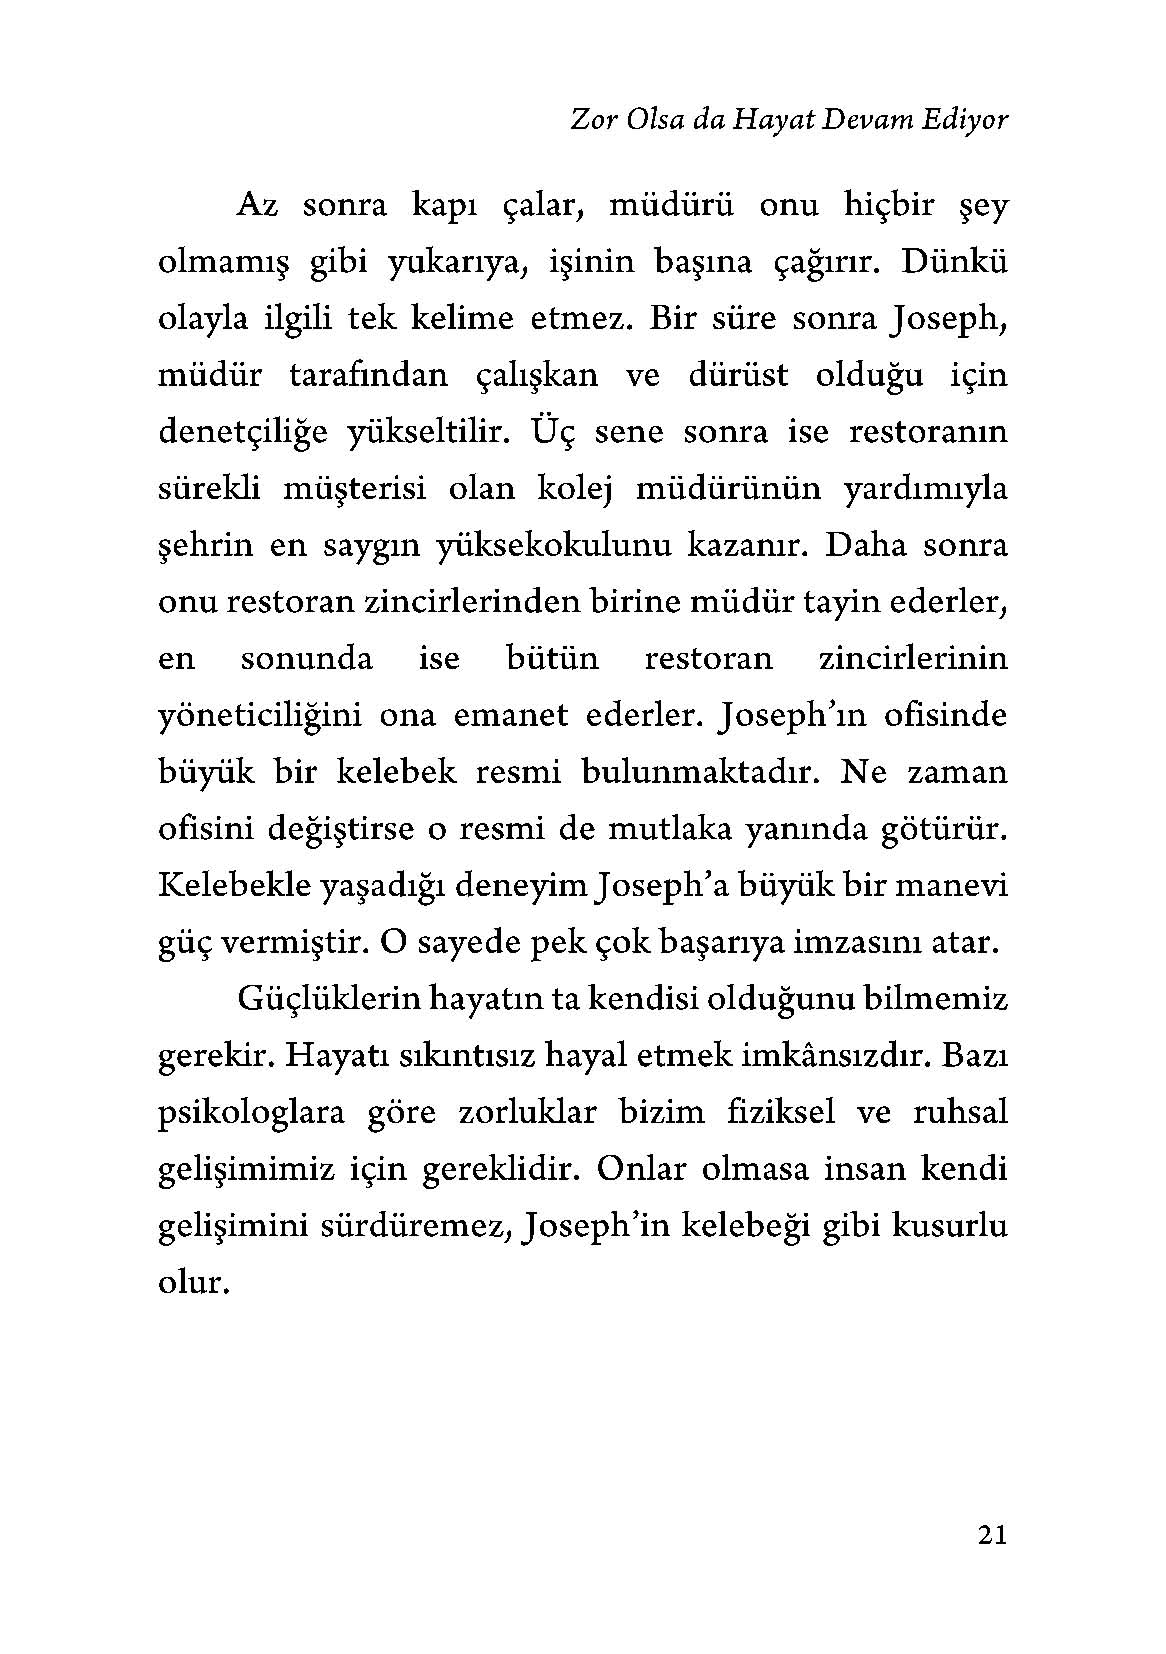 Zor Olsa da Hayat Devam Ediyor
Az sonra kapı çalar, müdürü onu hiçbir şey
olmamış gibi yukarıya, işinin başına çağırır. Dünkü
olayla ilgili tek kelime etmez. Bir süre sonra Joseph,
müdür tarafından çalışkan ve dürüst olduğu için
denetçiliğe yükseltilir. Üç sene sonra ise restoranın
sürekli müşterisi olan kolej müdürünün yardımıyla
şehrin en saygın yüksekokulunu kazanır. Daha sonra
onu restoran zincirlerinden birine müdür tayin ederler,
en sonunda ise bütün restoran zincirlerinin
yöneticiliğini ona emanet ederler. Joseph’ın ofisinde
büyük bir kelebek resmi bulunmaktadır. Ne zaman
ofisini değiştirse o resmi de mutlaka yanında götürür.
Kelebekle yaşadığı deneyim Joseph’a büyük bir manevi
güç vermiştir. O sayede pek çok başarıya imzasını atar.
Güçlüklerin hayatın ta kendisi olduğunu bilmemiz
gerekir. Hayatı sıkıntısız hayal etmek imkânsızdır. Bazı
psikologlara göre zorluklar bizim fiziksel ve ruhsal
gelişimimiz için gereklidir. Onlar olmasa insan kendi
gelişimini sürdüremez, Joseph’in kelebeği gibi kusurlu
olur.
21